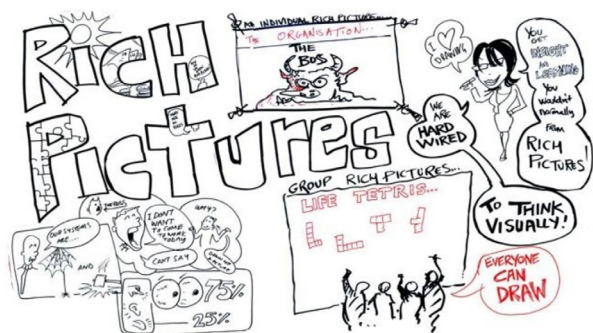 RICH
PICTURES
AN INDIVIDUAL RICH PICTURE...
THE ORGANISATION...
THE
BOSS
I ♡
DRAWING
YOU
GET
INSIGHT
AND
LEARNING
YOU
WOULDN'T
NORMALLY
FROM
RICH
PICTURES!
WE
ARE
HARD
WIRED
TO THINK
VISUALLY!
GROUP RICH PICTURES...
LIFE TETRIS...
EVERYONE
CAN
DRAW
THE BOSS
OUR SYSTEMS
ARE....
AND
I DON'T
WANT
TO COME
TO WORK
TODAY
CAN'T SAY
75%
25%